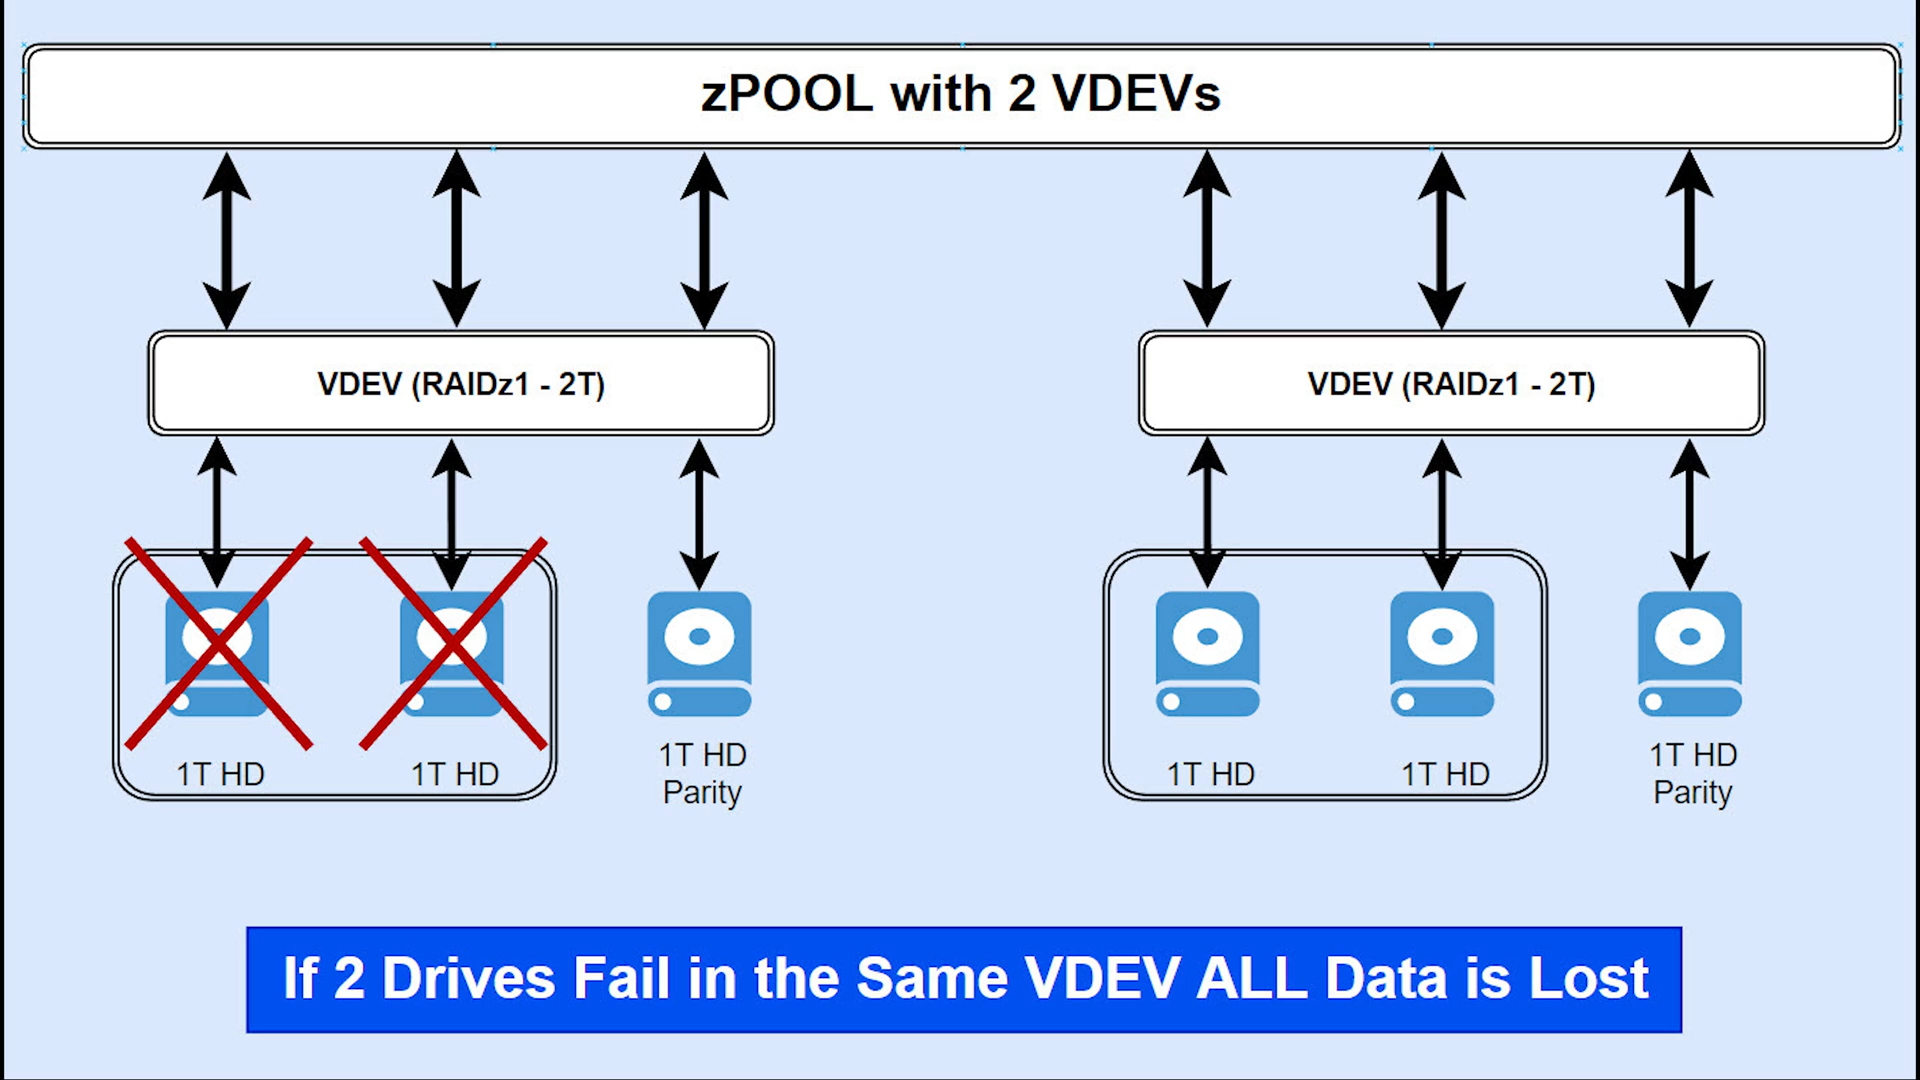 zPOOL with 2 VDEVs
VDEV (RAIDz1 - 2T)
VDEV (RAIDz1 - 2T)
1T HD
1T HD
1T HD
Parity
1T HD
1T HD
1T HD
Parity
If 2 Drives Fail in the Same VDEV ALL Data is Lost